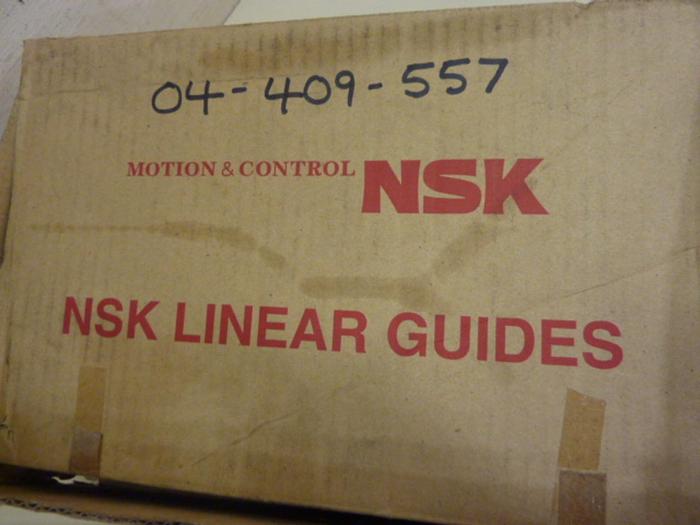 04-409-557
MOTION & CONTROL NSK
NSK LINEAR GUIDES